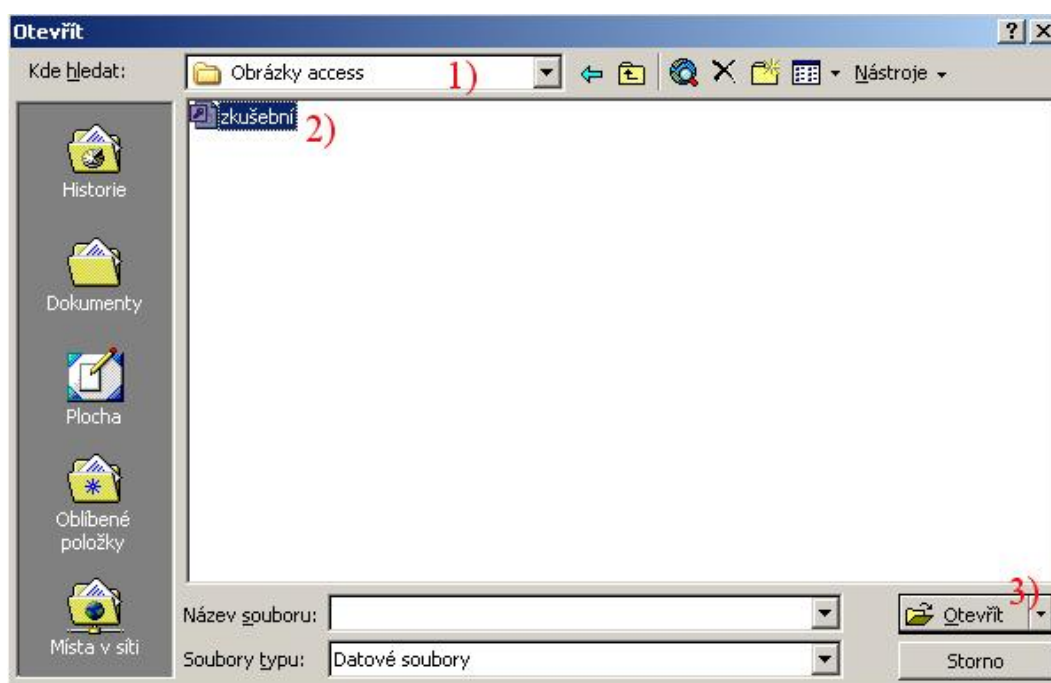 Otevřít
Kde hledat:
Obrázky access
1)
Nástroje
zkušební
2)
Historie
Dokumenty
Plocha
Oblíbené
položky
Místa v síti
Název souboru:
3)
Otevřít
Soubory typu:
Datové soubory
Storno